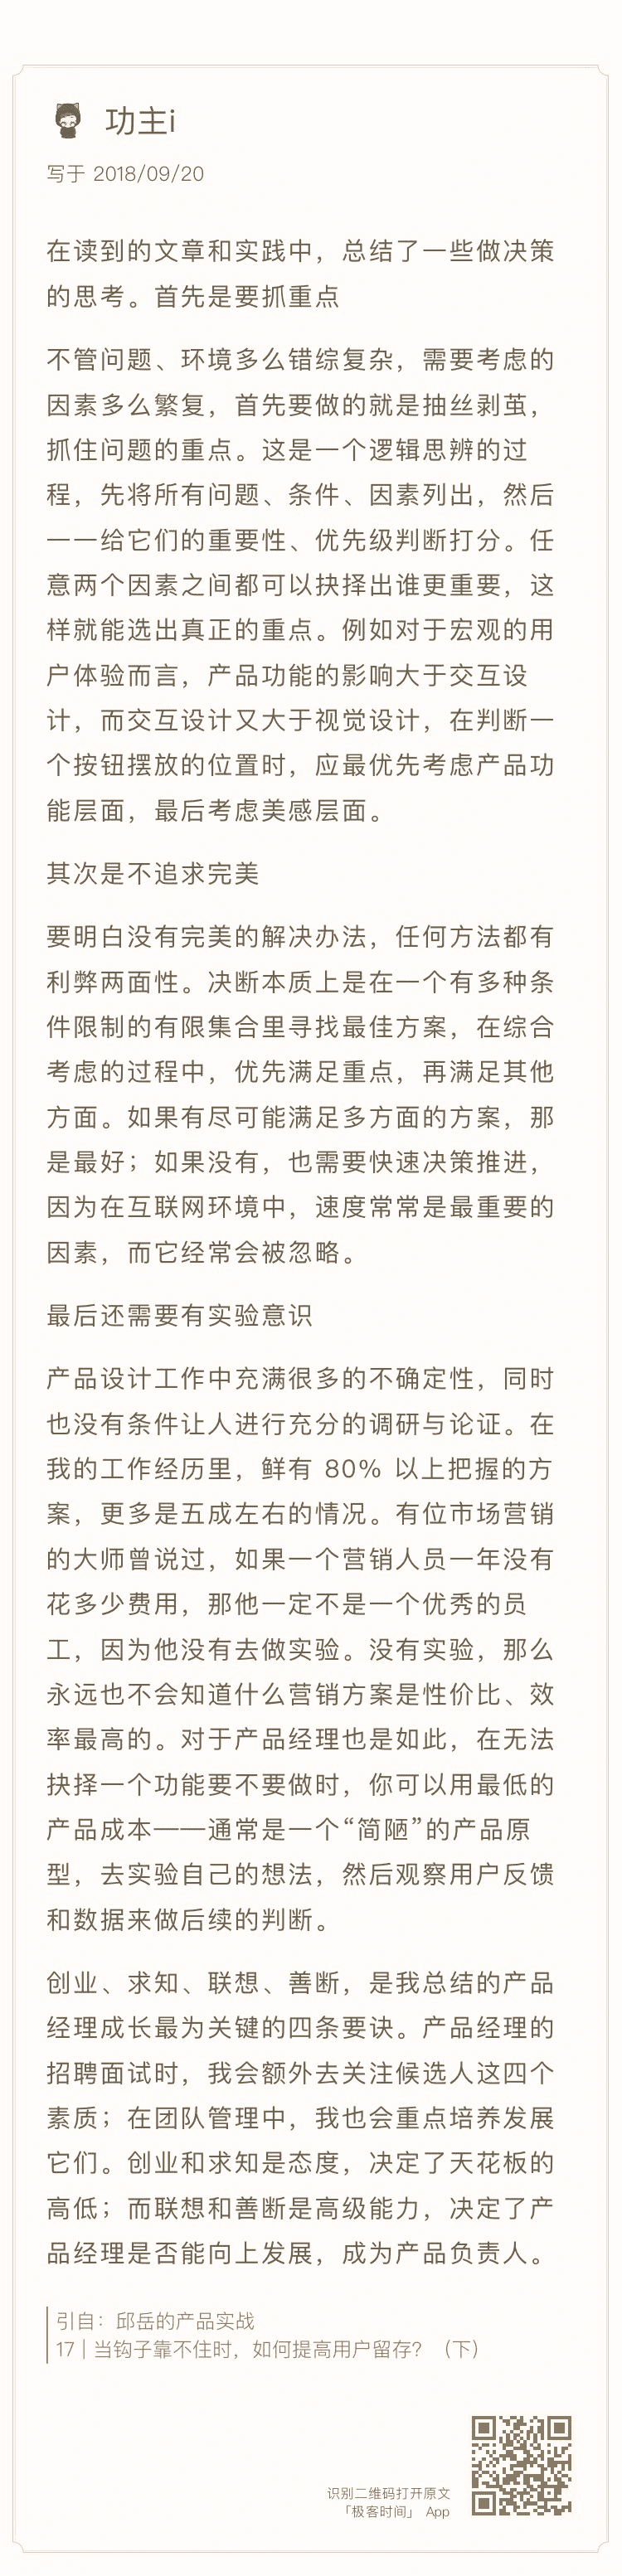 功主i
写于 2018/09/20
在读到的文章和实践中，总结了一些做决策
的思考。首先是要抓重点
不管问题、环境多么错综复杂，需要考虑的
因素多么繁复，首先要做的就是抽丝剥茧，
抓住问题的重点。这是一个逻辑思辨的过
程，先将所有问题、条件、因素列出，然后
一一给它们的重要性、优先级判断打分。任
意两个因素之间都可以抉择出谁更重要，这
样就能选出真正的重点。例如对于宏观的用
户体验而言，产品功能的影响大于交互设
计，而交互设计又大于视觉设计，在判断一
个按钮摆放的位置时，应最优先考虑产品功
能层面，最后考虑美感层面。
其次是不追求完美
要明白没有完美的解决办法，任何方法都有
利弊两面性。决断本质上是在一个有多种条
件限制的有限集合里寻找最佳方案，在综合
考虑的过程中，优先满足重点，再满足其他
方面。如果有尽可能满足多方面的方案，那
是最好；如果没有，也需要快速决策推进，
因为在互联网环境中，速度常常是最重要的
因素，而它经常会被忽略。
最后还需要有实验意识
产品设计工作中充满很多的不确定性，同时
也没有条件让人进行充分的调研与论证。在
我的工作经历里，鲜有 80% 以上把握的方
案，更多是五成左右的情况。有位市场营销
的大师曾说过，如果一个营销人员一年没有
花多少费用，那他一定不是一个优秀的员
工，因为他没有去做实验。没有实验，那么
永远也不会知道什么营销方案是性价比、效
率最高的。对于产品经理也是如此，在无法
抉择一个功能要不要做时，你可以用最低的
产品成本——通常是一个“简陋”的产品原
型，去实验自己的想法，然后观察用户反馈
和数据来做后续的判断。
创业、求知、联想、善断，是我总结的产品
经理成长最为关键的四条要诀。产品经理的
招聘面试时，我会额外去关注候选人这四个
素质；在团队管理中，我也会重点培养发展
它们。创业和求知是态度，决定了天花板的
高低；而联想和善断是高级能力，决定了产
品经理是否能向上发展，成为产品负责人。
引自：邱岳的产品实战
17 | 当钩子靠不住时，如何提高用户留存？（下）
识别二维码打开原文
「极客时间」 App